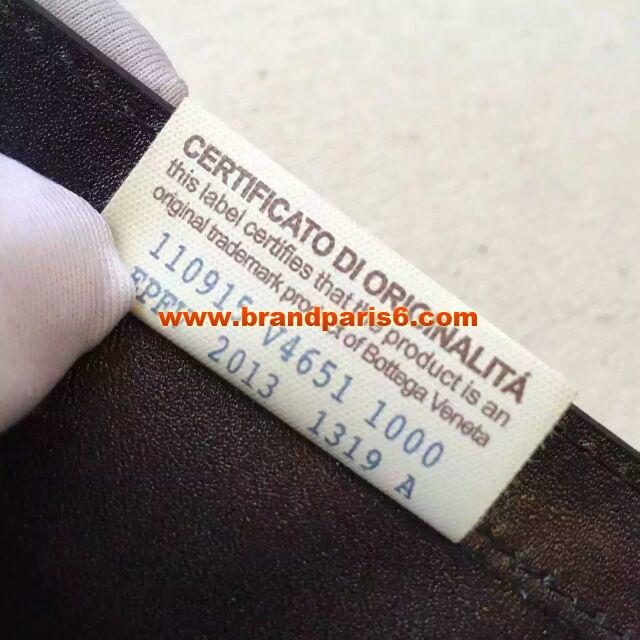 CERTIFICATO DI ORIGINALITÁ
this label certifies that the product is an
original trademark product of Bottega Veneta
110915 V4651 1000
2013 1319 A
www.brandparis6.com